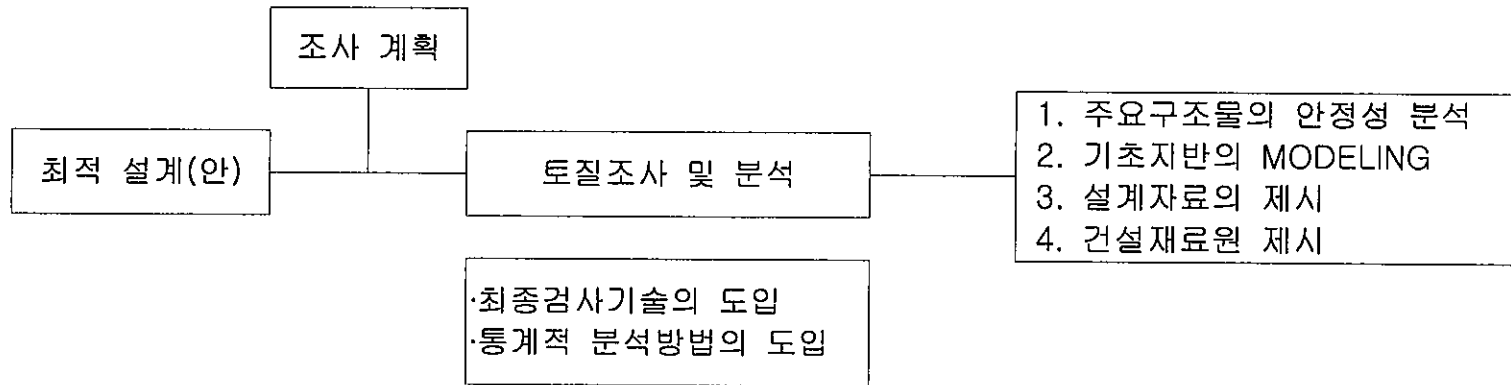 조사 계획
최적 설계(안)
토질조사 및 분석
1. 주요구조물의 안정성 분석
2. 기초지반의 MODELING
3. 설계자료의 제시
4. 건설재료원 제시
·최종검사기술의 도입
·통계적 분석방법의 도입